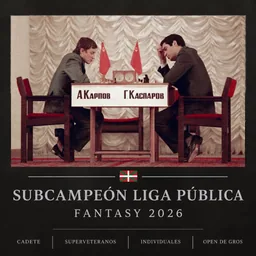 А.Карпов Г.Каспаров
SUBCAMPEÓN LIGA PÚBLICA
FANTASY 2026
CADETE SUPERVETERANOS INDIVIDUALES OPEN DE GROS